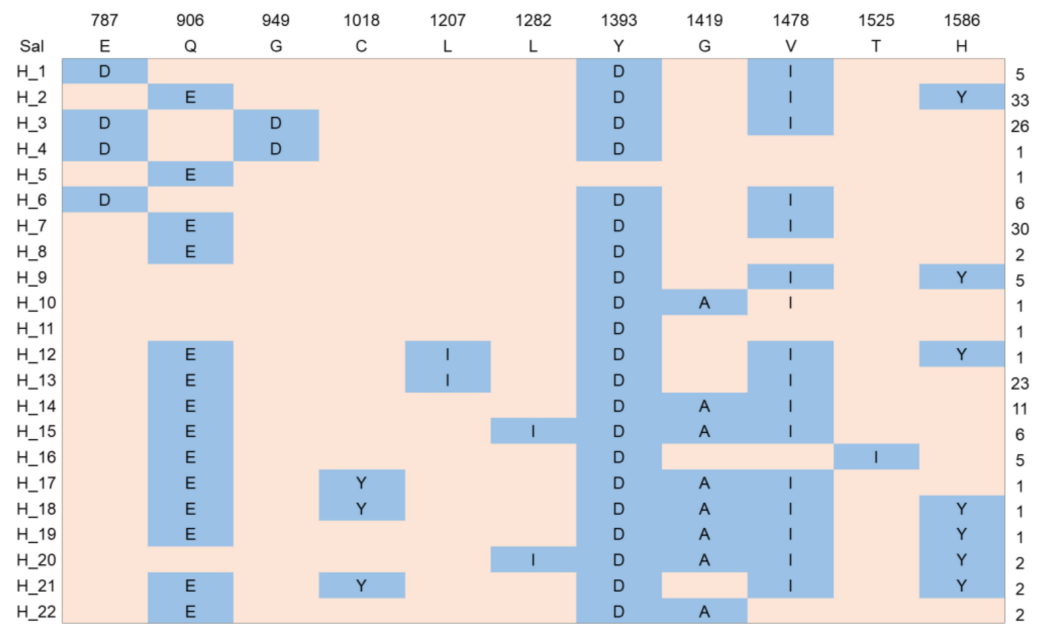 787 906 949 1018 1207 1282 1393 1419 1478 1525 1586
Sal E Q G C L L Y G V T H
H_1 D D I 5
H_2 E D I Y 33
H_3 D D D I 26
H_4 D D D 1
H_5 E 1
H_6 D D I 6
H_7 E D I 30
H_8 E D 2
H_9 D I Y 5
H_10 D A I 1
H_11 D 1
H_12 E I D I Y 1
H_13 E I D I 23
H_14 E D A I 11
H_15 E I D A I 6
H_16 E D I 5
H_17 E Y D A I 1
H_18 E Y D A I Y 1
H_19 E D A I Y 1
H_20 I D A I Y 2
H_21 E Y D I Y 2
H_22 E D A 2